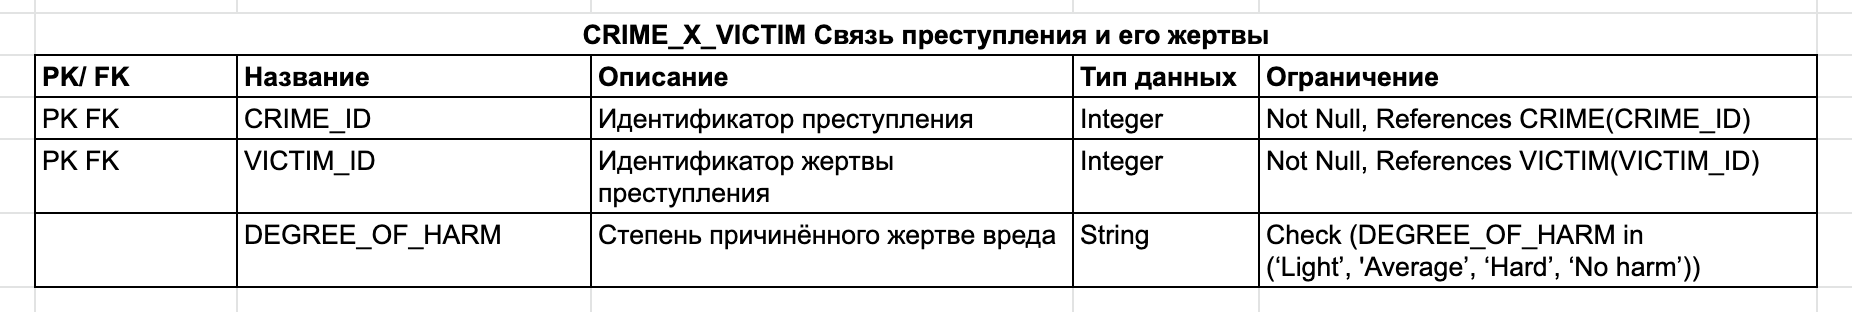 CRIME_X_VICTIM Связь преступления и его жертвы
PK/ FK Название Описание Тип данных Ограничение
PK FK CRIME_ID Идентификатор преступления Integer Not Null, References CRIME(CRIME_ID)
PK FK VICTIM_ID Идентификатор жертвы Integer Not Null, References VICTIM(VICTIM_ID)
преступления
DEGREE_OF_HARM Степень причинённого жертве вреда String Check (DEGREE_OF_HARM in
(‘Light’, 'Average’, ‘Hard’, ‘No harm’))